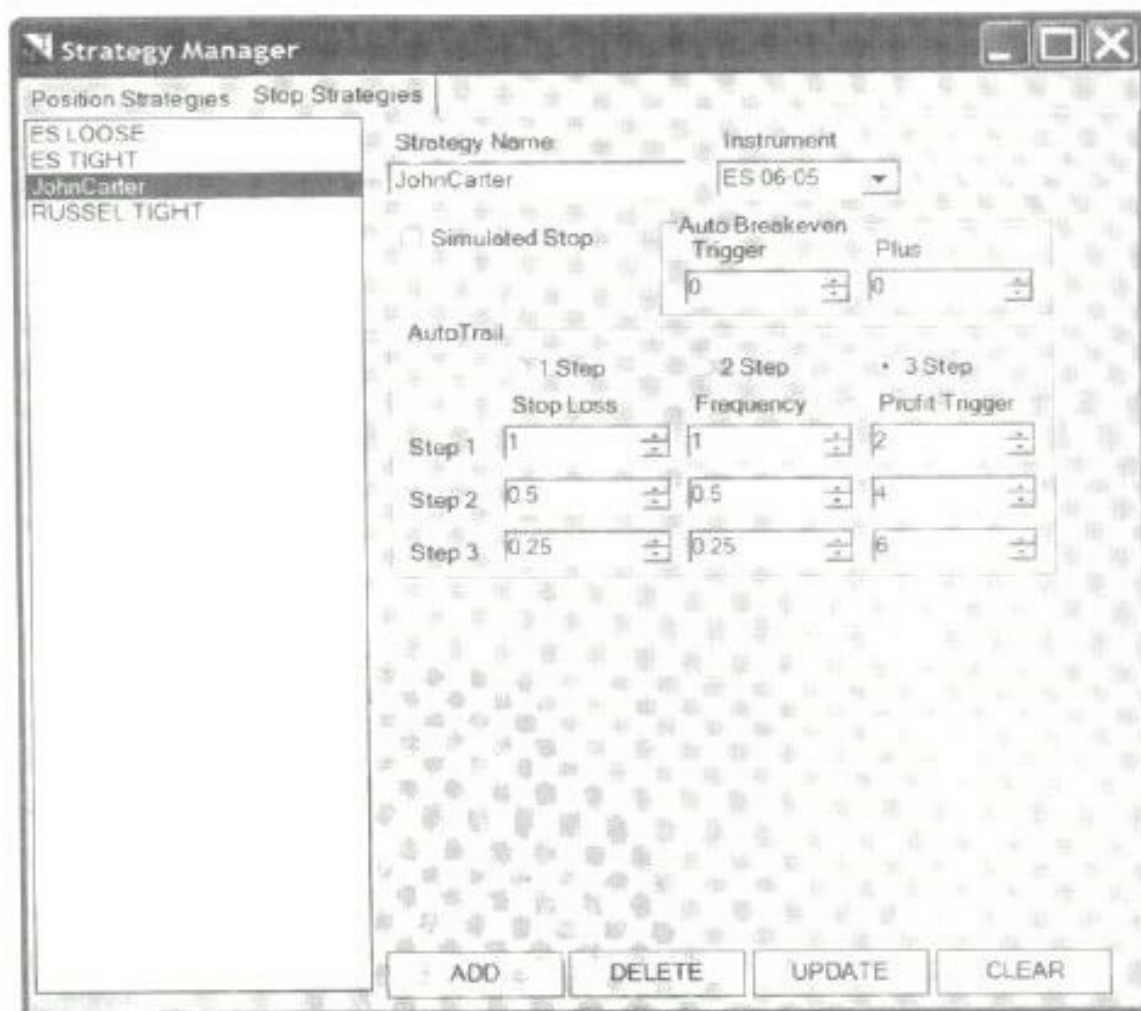 Strategy Manager
Position Strategies Stop Strategies
ES LOOSE
ES TIGHT
JohnCarter
RUSSEL TIGHT
Strategy Name Instrument
JohnCarter ES 06-05
Simulated Stop
Auto Breakeven
Trigger Plus
0 0
AutoTrail
1 Step 2 Step 3 Step
Stop Loss Frequency Profit Trigger
Step 1 1 1 2
Step 2 0.5 0.5 4
Step 3 0.25 0.25 6
ADD DELETE UPDATE CLEAR